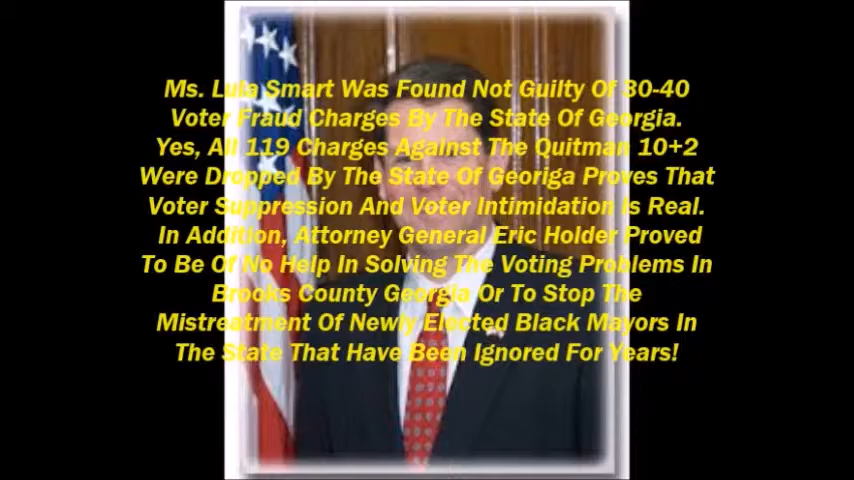 Ms. Lula Smart Was Found Not Guilty Of 30-40
Voter Fraud Charges By The State Of Georgia.
Yes, All 119 Charges Against The Quitman 10+2
Were Dropped By The State Of Georiga Proves That
Voter Suppression And Voter Intimidation Is Real.
In Addition, Attorney General Eric Holder Proved
To Be Of No Help In Solving The Voting Problems In
Brooks County Georgia Or To Stop The
Mistreatment Of Newly Elected Black Mayors In
The State That Have Been Ignored For Years!